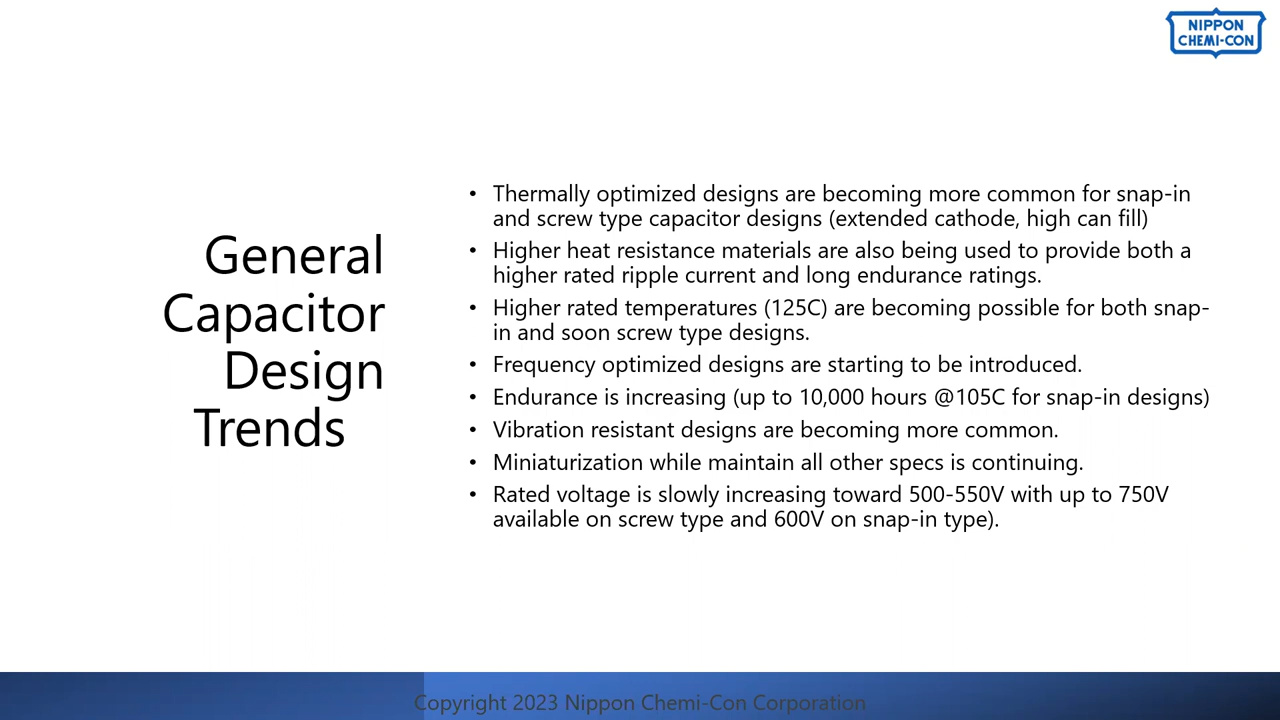 NIPPON
CHEMI-CON
General
Capacitor
Design
Trends
• Thermally optimized designs are becoming more common for snap-in
and screw type capacitor designs (extended cathode, high can fill)
• Higher heat resistance materials are also being used to provide both a
higher rated ripple current and long endurance ratings.
• Higher rated temperatures (125C) are becoming possible for both snap-
in and soon screw type designs.
• Frequency optimized designs are starting to be introduced.
• Endurance is increasing (up to 10,000 hours @105C for snap-in designs)
• Vibration resistant designs are becoming more common.
• Miniaturization while maintain all other specs is continuing.
• Rated voltage is slowly increasing toward 500-550V with up to 750V
available on screw type and 600V on snap-in type).
Copyright 2023 Nippon Chemi-Con Corporation